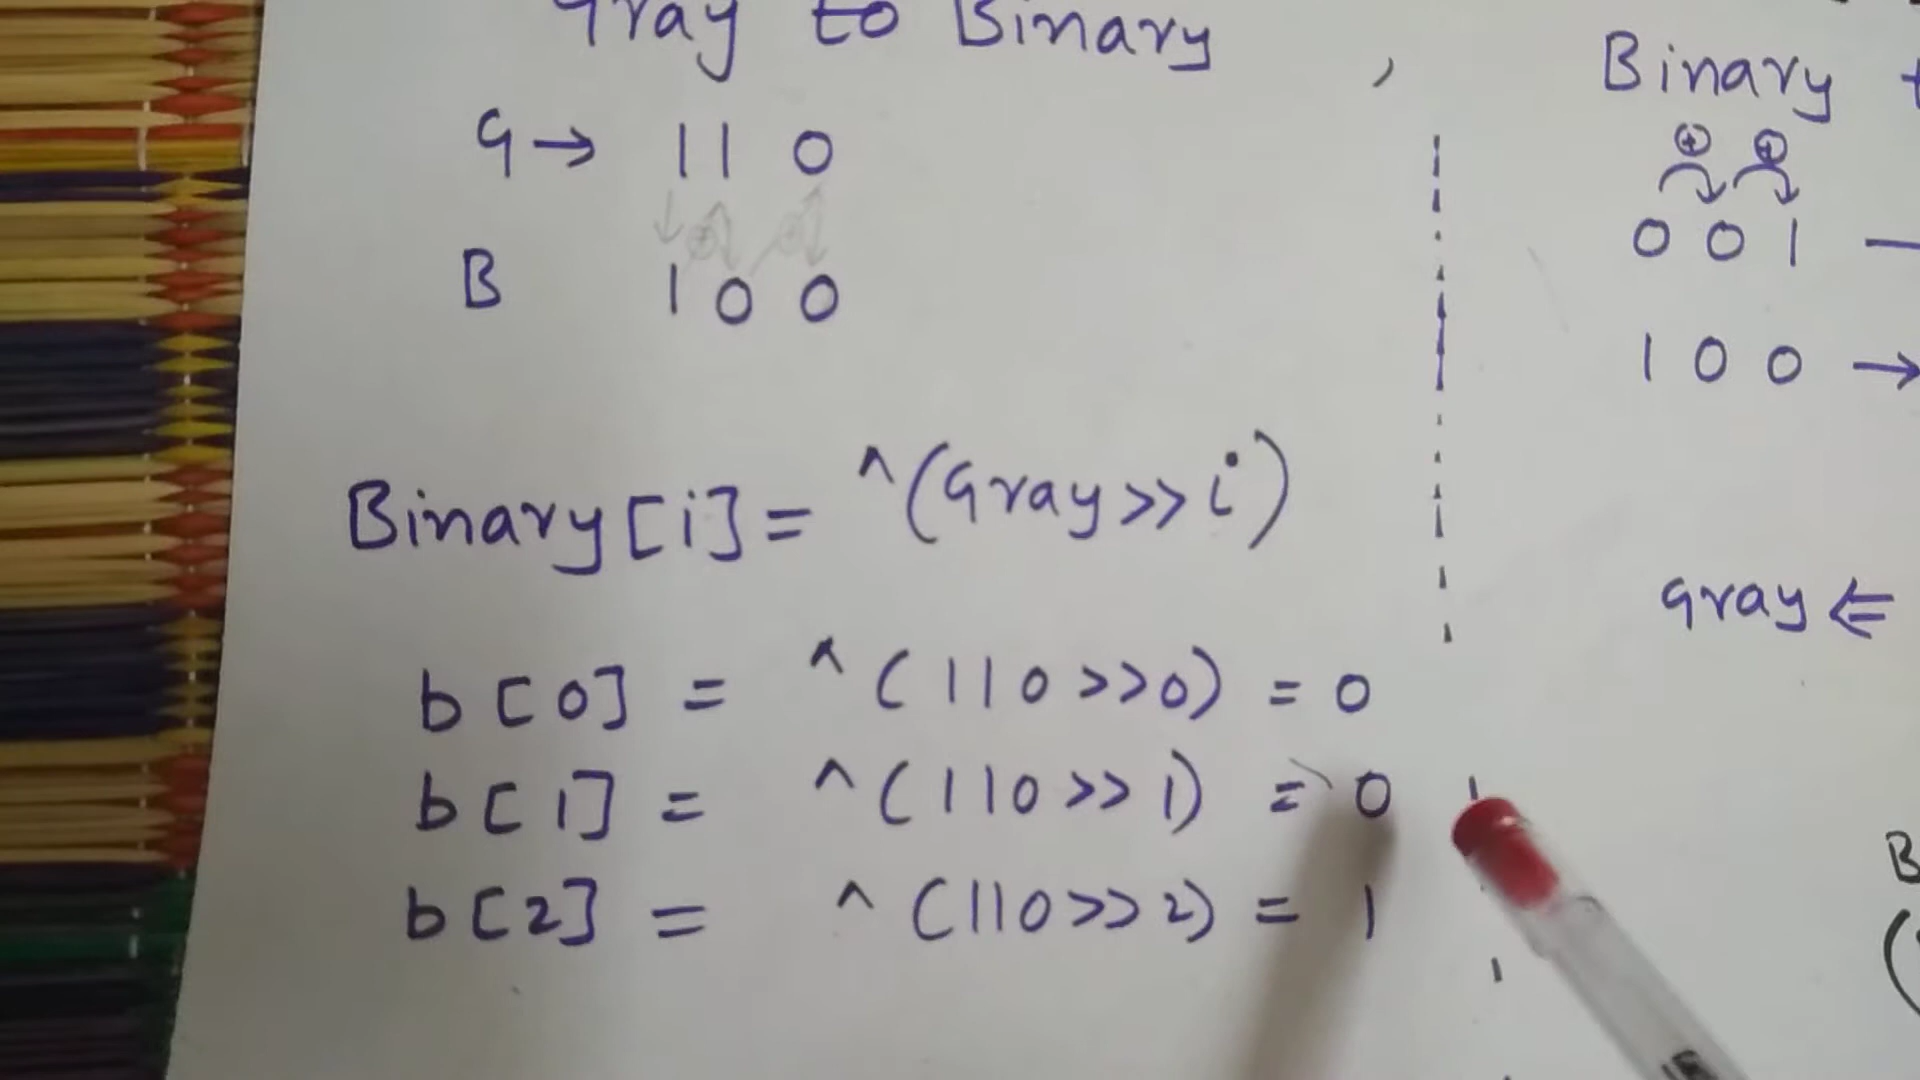 Gray to Binary
G → 1 1 0
B 1 0 0
Binary[i] = ^(Gray>>i)
b[0] = ^(110>>0) = 0
b[1] = ^(110>>1) = 0
b[2] = ^(110>>2) = 1
Binary
⊕ ⊕
0 0 1 —
1 0 0 →
Gray ⇐
B
(